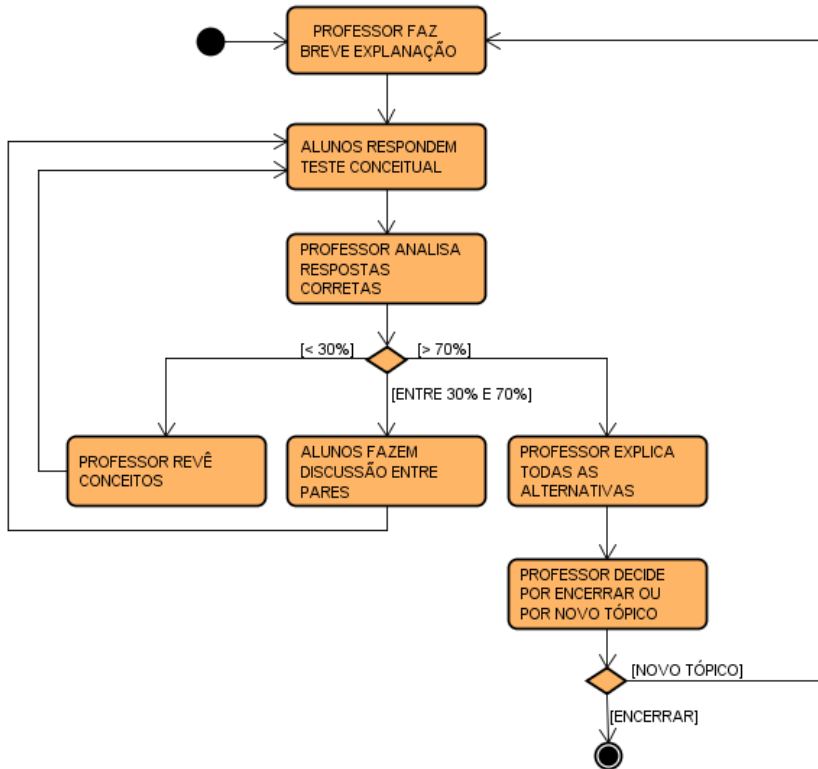 PROFESSOR FAZ
BREVE EXPLANAÇÃO
ALUNOS RESPONDEM
TESTE CONCEITUAL
PROFESSOR ANALISA
RESPOSTAS
CORRETAS
[< 30%]
[> 70%]
[ENTRE 30% E 70%]
PROFESSOR REVÊ
CONCEITOS
ALUNOS FAZEM
DISCUSSÃO ENTRE
PARES
PROFESSOR EXPLICA
TODAS AS
ALTERNATIVAS
PROFESSOR DECIDE
POR ENCERRAR OU
POR NOVO TÓPICO
[NOVO TÓPICO]
[ENCERRAR]